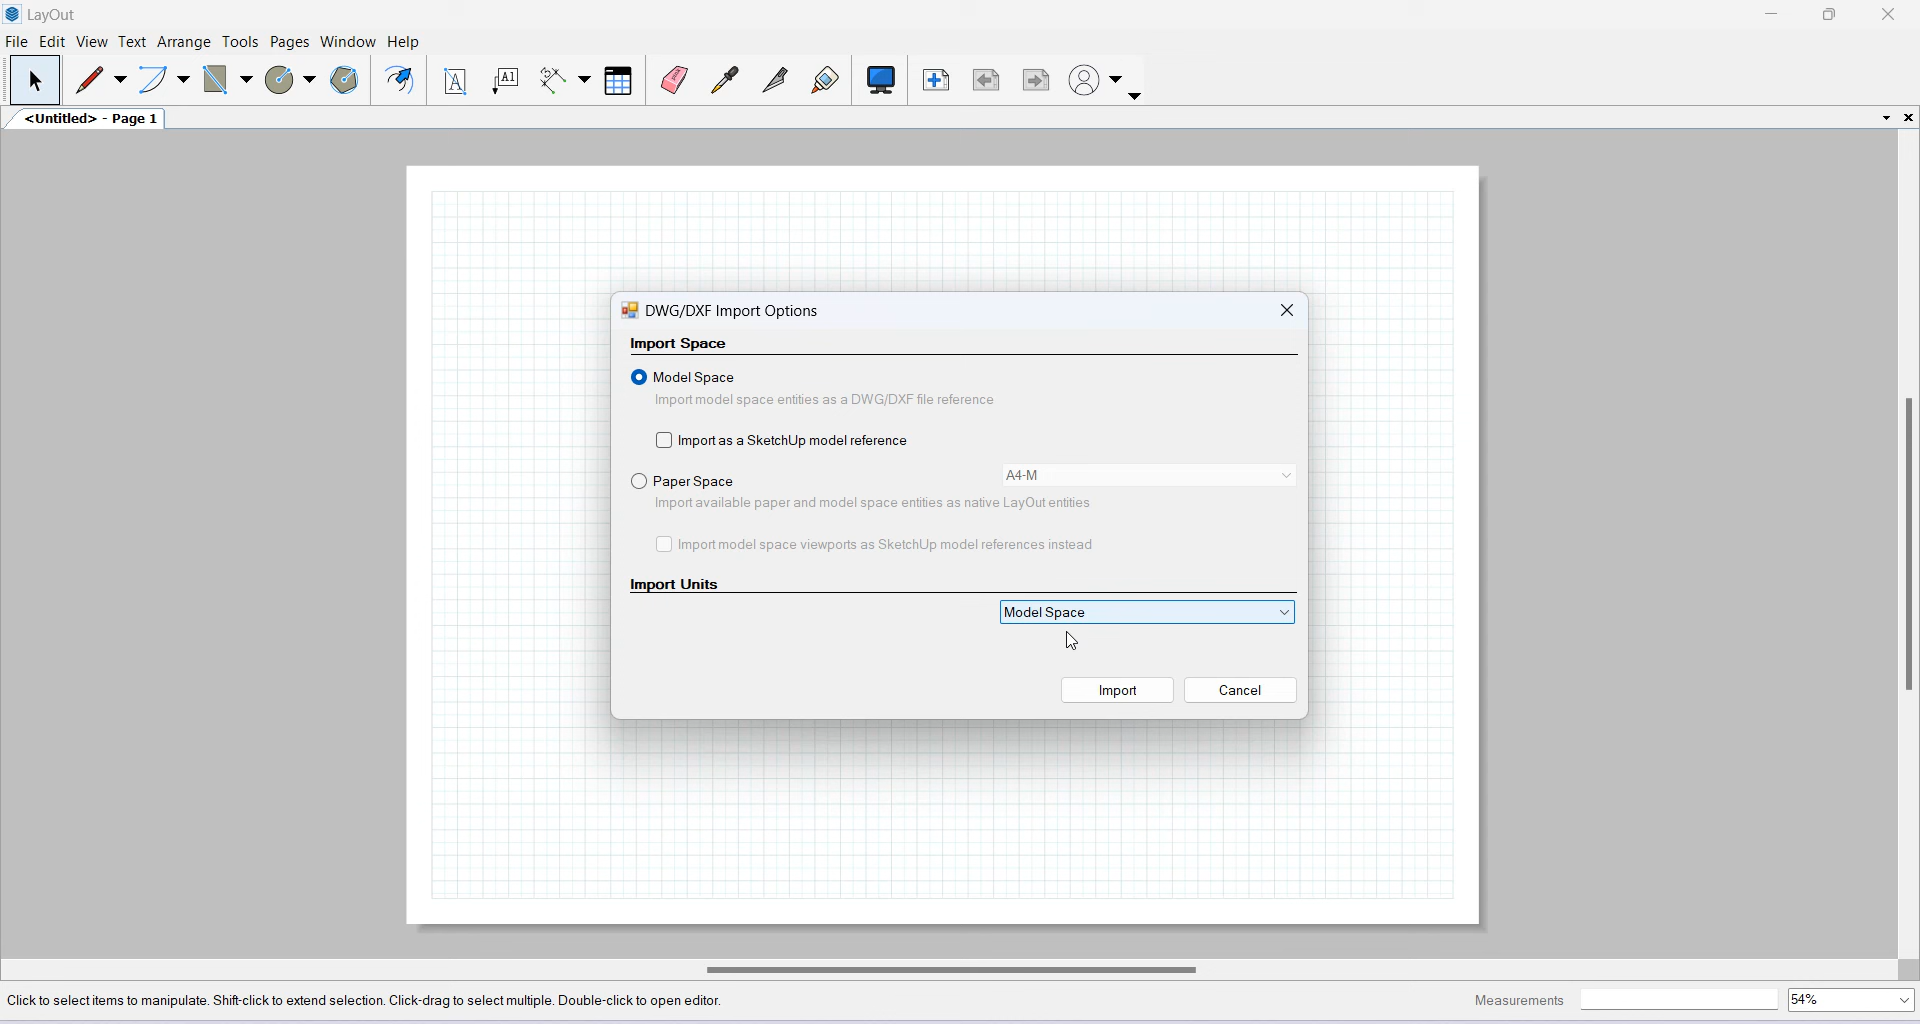 LayOut
File Edit View Text Arrange Tools Pages Window Help
A A1
<Untitled> - Page 1
DWG/DXF Import Options
Import Space
Model Space
Import model space entities as a DWG/DXF file reference
Import as a SketchUp model reference
Paper Space A4-M
Import available paper and model space entities as native LayOut entities
Import model space viewports as SketchUp model references instead
Import Units
Model Space
Import Cancel
Click to select items to manipulate. Shift-click to extend selection. Click-drag to select multiple. Double-click to open editor. Measurements 54%